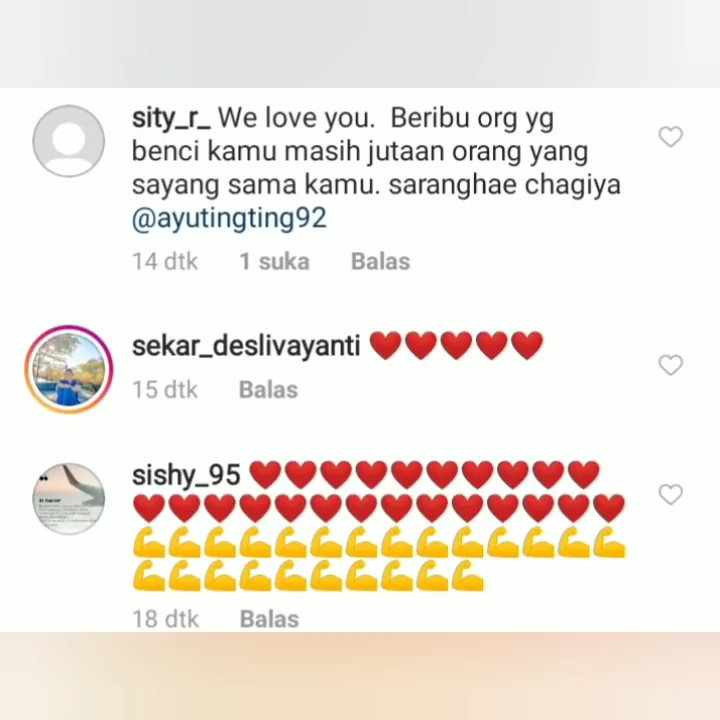 sity_r_ We love you.  Beribu org yg
benci kamu masih jutaan orang yang
sayang sama kamu. saranghae chagiya
@ayutingting92
14 dtk 1 suka Balas
sekar_deslivayanti ❤❤❤❤❤
15 dtk Balas
sishy_95 ❤❤❤❤❤❤❤❤❤❤
❤❤❤❤❤❤❤❤❤❤❤❤❤❤
💪💪💪💪💪💪💪💪💪💪💪💪💪💪
💪💪💪💪💪💪💪💪💪💪
18 dtk Balas